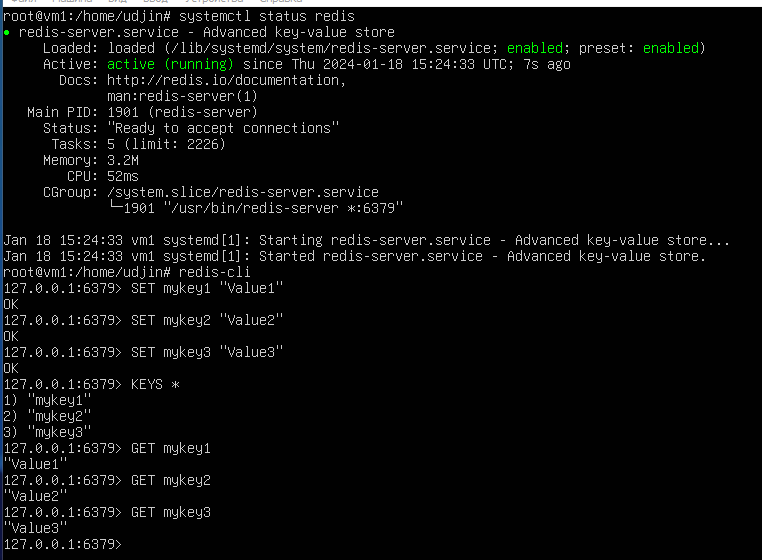 Файл Машина Вид Ввод Устройства Справка
root@vm1:/home/udjin# systemctl status redis
● redis-server.service - Advanced key-value store
Loaded: loaded (/lib/systemd/system/redis-server.service; enabled; preset: enabled)
Active: active (running) since Thu 2024-01-18 15:24:33 UTC; 7s ago
Docs: http://redis.io/documentation,
man:redis-server(1)
Main PID: 1901 (redis-server)
Status: "Ready to accept connections"
Tasks: 5 (limit: 2226)
Memory: 3.2M
CPU: 52ms
CGroup: /system.slice/redis-server.service
└─1901 "/usr/bin/redis-server *:6379"
Jan 18 15:24:33 vm1 systemd[1]: Starting redis-server.service - Advanced key-value store...
Jan 18 15:24:33 vm1 systemd[1]: Started redis-server.service - Advanced key-value store.
root@vm1:/home/udjin# redis-cli
127.0.0.1:6379> SET mykey1 "Value1"
OK
127.0.0.1:6379> SET mykey2 "Value2"
OK
127.0.0.1:6379> SET mykey3 "Value3"
OK
127.0.0.1:6379> KEYS *
1) "mykey1"
2) "mykey2"
3) "mykey3"
127.0.0.1:6379> GET mykey1
"Value1"
127.0.0.1:6379> GET mykey2
"Value2"
127.0.0.1:6379> GET mykey3
"Value3"
127.0.0.1:6379>